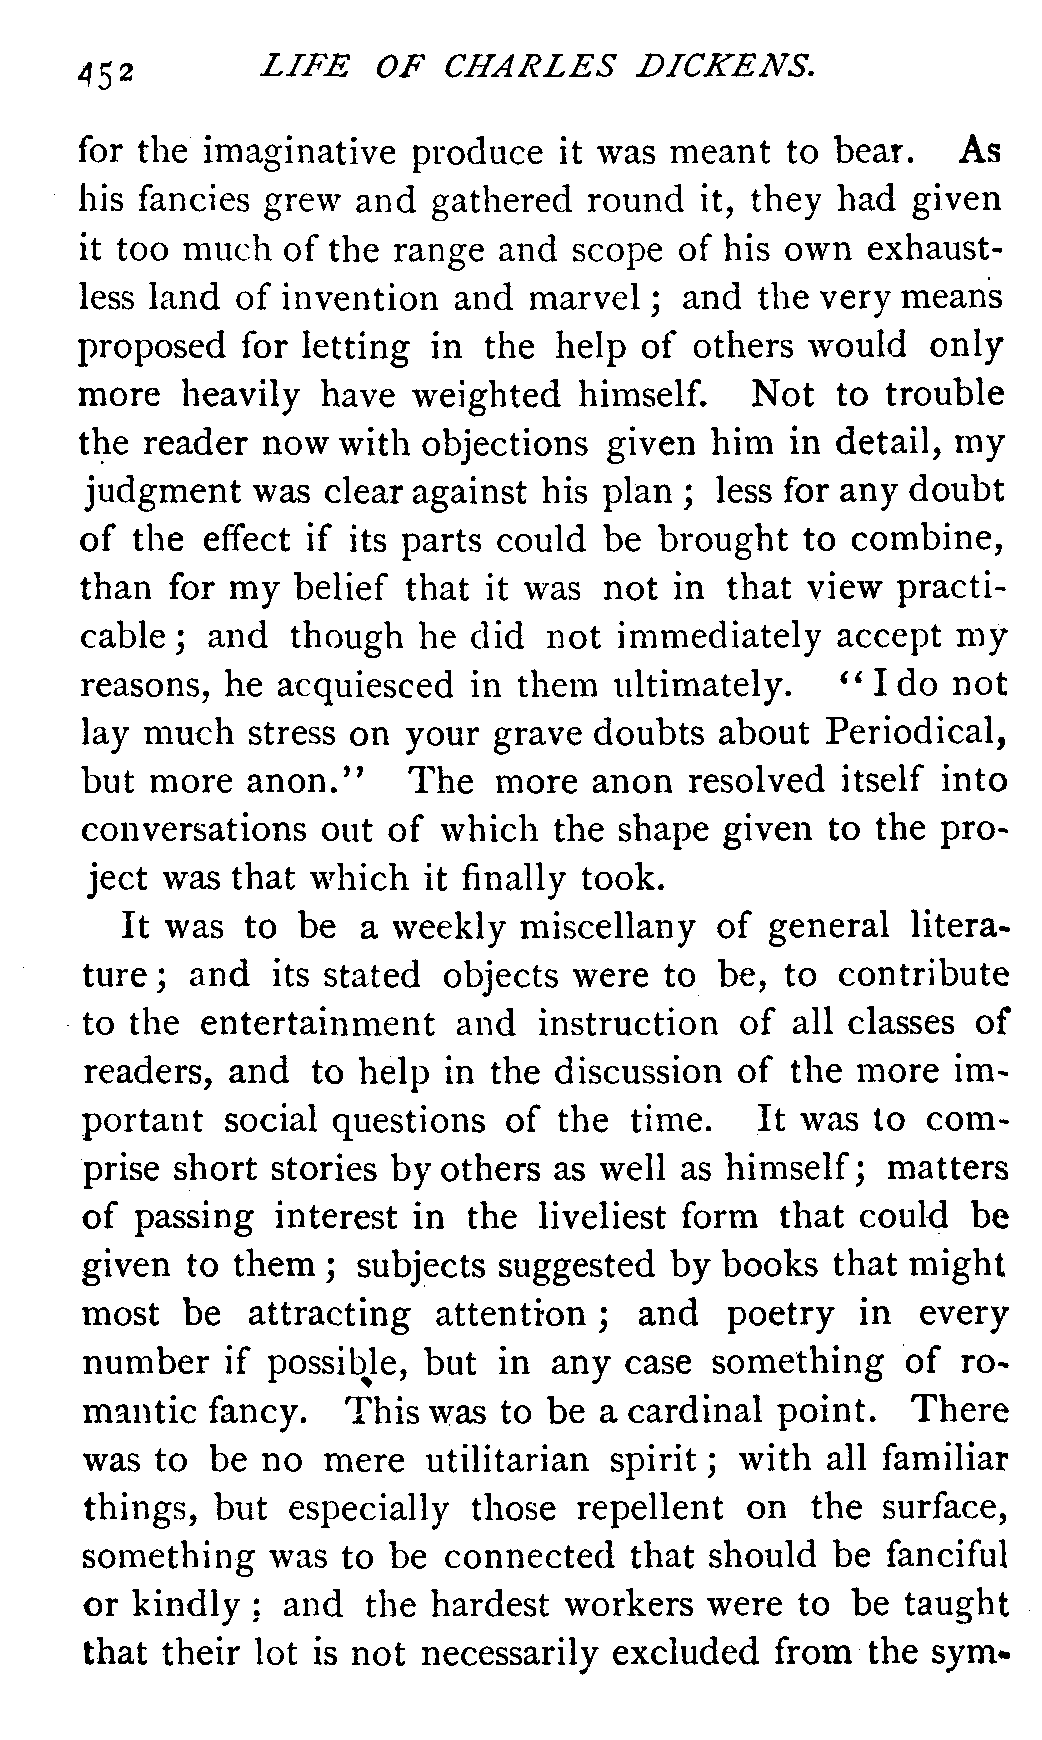 452 LIFE OF CHARLES DICKENS.
for the imaginative produce it was meant to bear. As
his fancies grew and gathered round it, they had given
it too much of the range and scope of his own exhaust-
less land of invention and marvel ; and the very means
proposed for letting in the help of others would only
more heavily have weighted himself. Not to trouble
the reader now with objections given him in detail, my
judgment was clear against his plan ; less for any doubt
of the effect if its parts could be brought to combine,
than for my belief that it was not in that view practi-
cable ; and though he did not immediately accept my
reasons, he acquiesced in them ultimately. “ I do not
lay much stress on your grave doubts about Periodical,
but more anon.” The more anon resolved itself into
conversations out of which the shape given to the pro-
ject was that which it finally took.
It was to be a weekly miscellany of general litera-
ture ; and its stated objects were to be, to contribute
to the entertainment and instruction of all classes of
readers, and to help in the discussion of the more im-
portant social questions of the time. It was to com-
prise short stories by others as well as himself ; matters
of passing interest in the liveliest form that could be
given to them ; subjects suggested by books that might
most be attracting attention ; and poetry in every
number if possible, but in any case something of ro-
mantic fancy. This was to be a cardinal point. There
was to be no mere utilitarian spirit ; with all familiar
things, but especially those repellent on the surface,
something was to be connected that should be fanciful
or kindly ; and the hardest workers were to be taught
that their lot is not necessarily excluded from the sym-